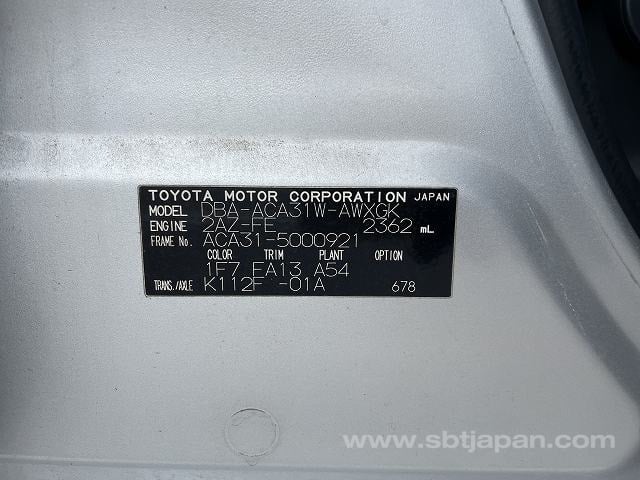 TOYOTA MOTOR CORPORATION JAPAN
MODEL DBA-ACA31W-AWXGK
ENGINE 2AZ-FE 2362 mL
FRAME No. ACA31-5000921
COLOR TRIM PLANT OPTION
1F7 FA13 A54
TRANS./AXLE K112F -01A 678
www.sbtjapan.com